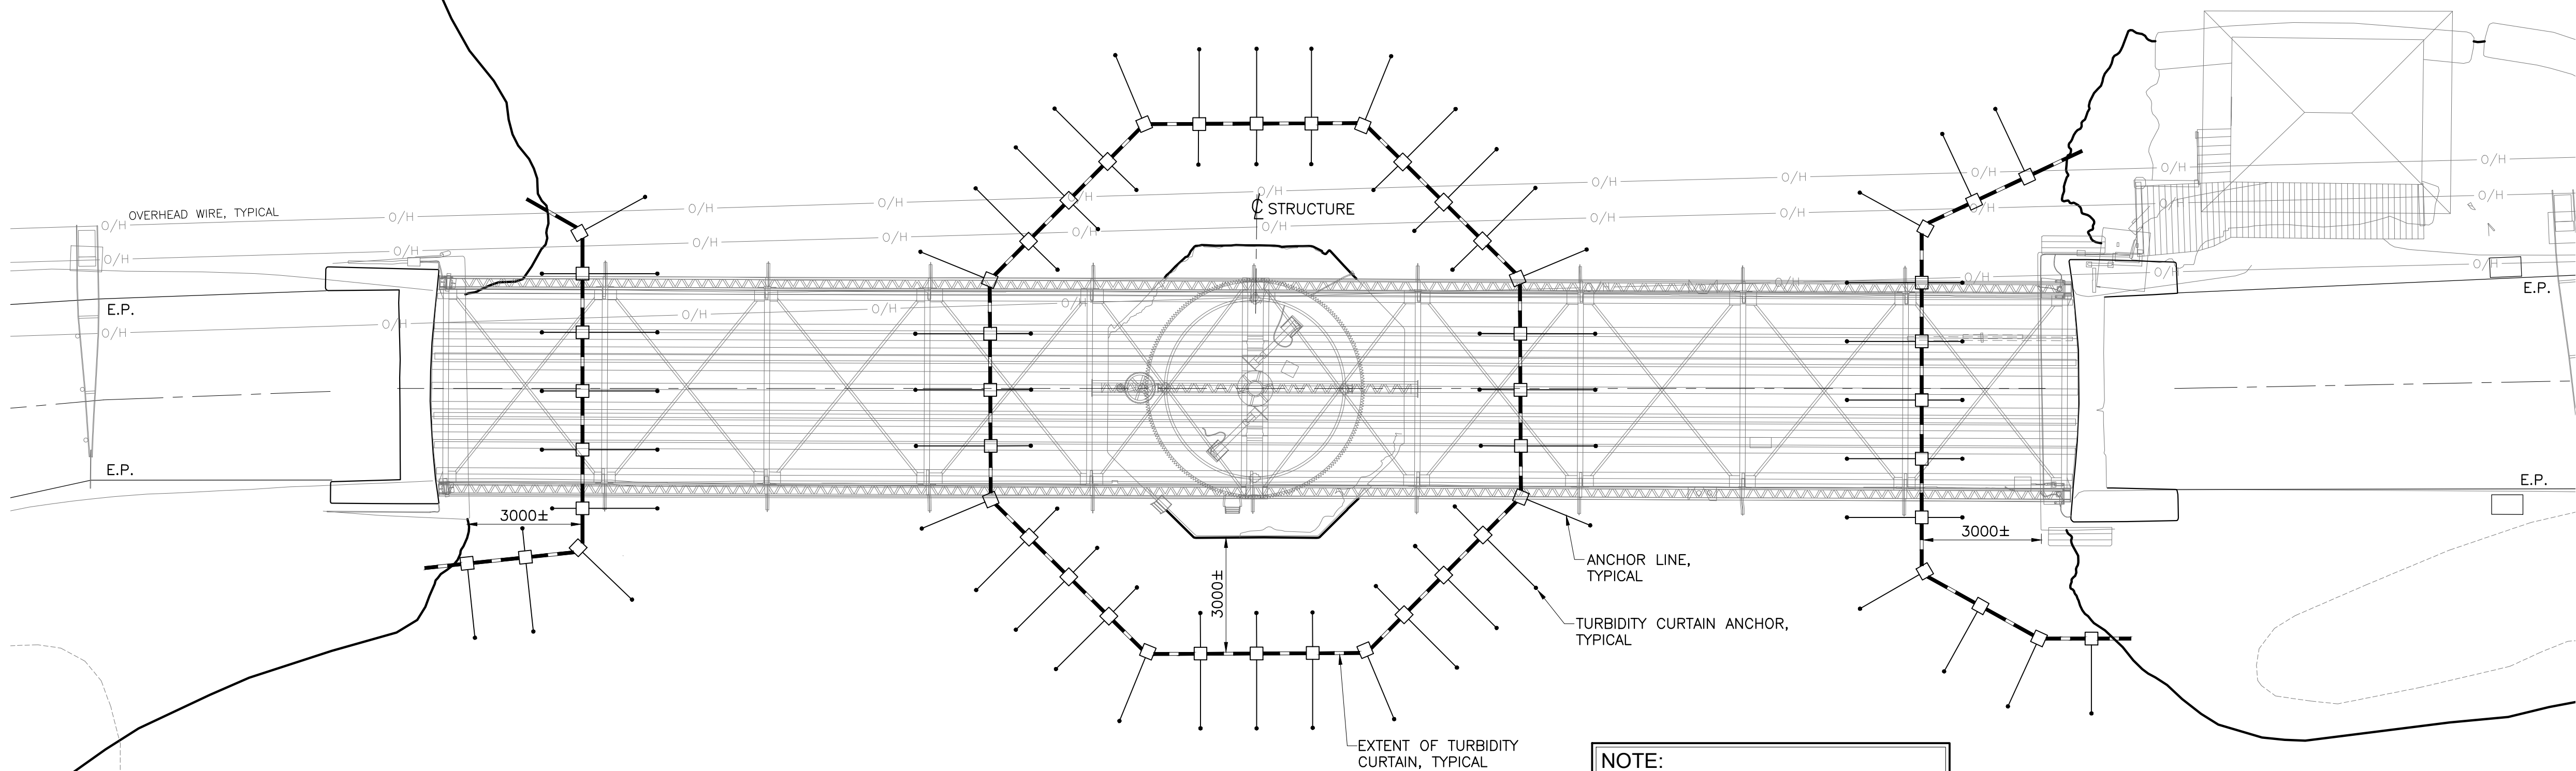 OVERHEAD WIRE, TYPICAL
O/H O/H O/H O/H O/H O/H O/H O/H O/H O/H
O/H O/H O/H O/H O/H O/H O/H O/H O/H
O/H O/H O/H O/H O/H O/H O/H O/H
℄ STRUCTURE
E.P.
E.P.
E.P.
E.P.
3000±
3000±
3000±
ANCHOR LINE,
TYPICAL
TURBIDITY CURTAIN ANCHOR,
TYPICAL
EXTENT OF TURBIDITY
CURTAIN, TYPICAL
NOTE: